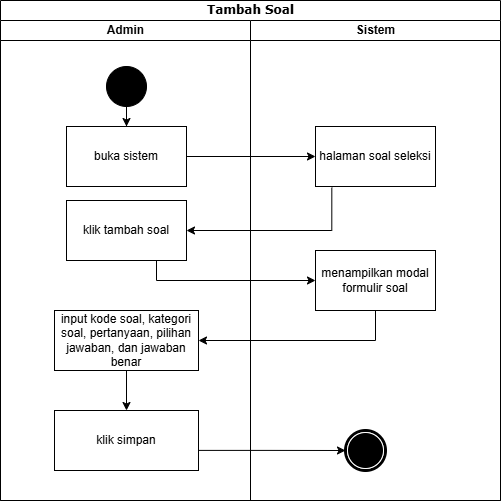 Tambah Soal
Admin
Sistem
buka sistem
halaman soal seleksi
klik tambah soal
menampilkan modal
formulir soal
input kode soal, kategori
soal, pertanyaan, pilihan
jawaban, dan jawaban
benar
klik simpan